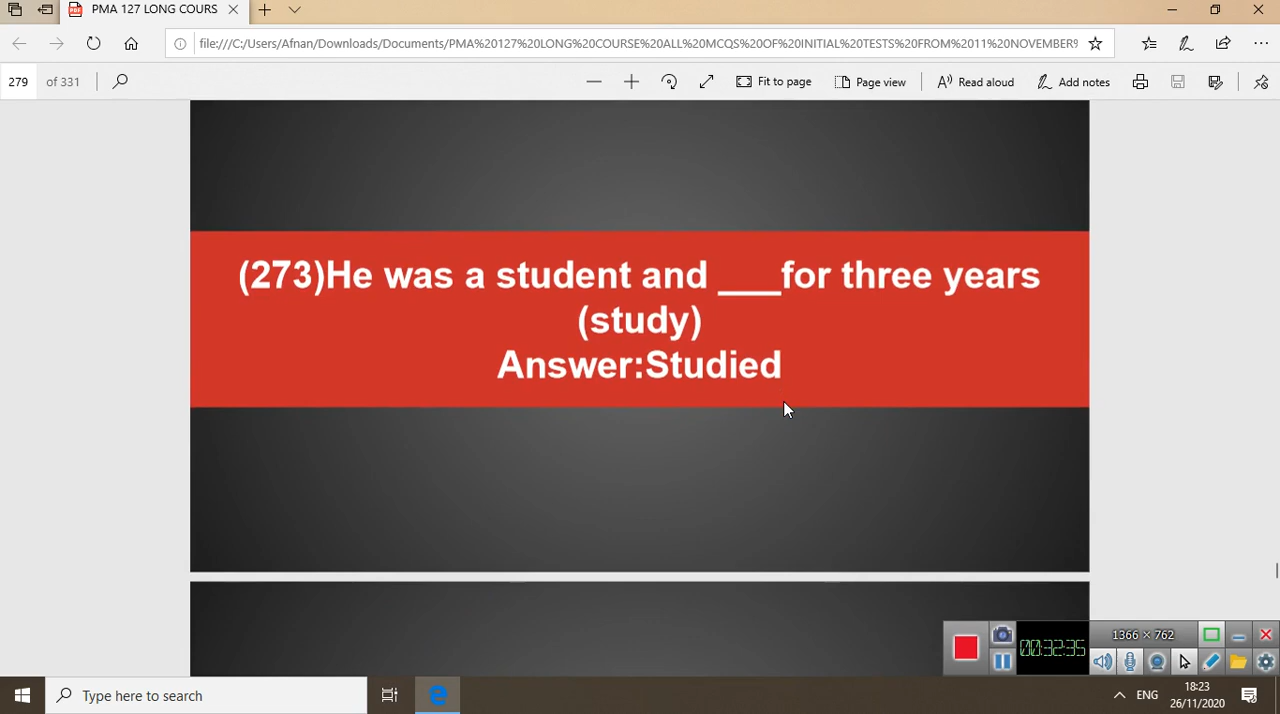 PMA 127 LONG COURS
file:///C:/Users/Afnan/Downloads/Documents/PMA%20127%20LONG%20COURSE%20ALL%20MCQS%20OF%20INITIAL%20TESTS%20FROM%2011%20NOVEMBER%
279 of 331
Fit to page
Page view
Read aloud
Add notes
(273)He was a student and ___for three years
(study)
Answer:Studied
1366 × 762
00:32:35
Type here to search
ENG
18:23
26/11/2020